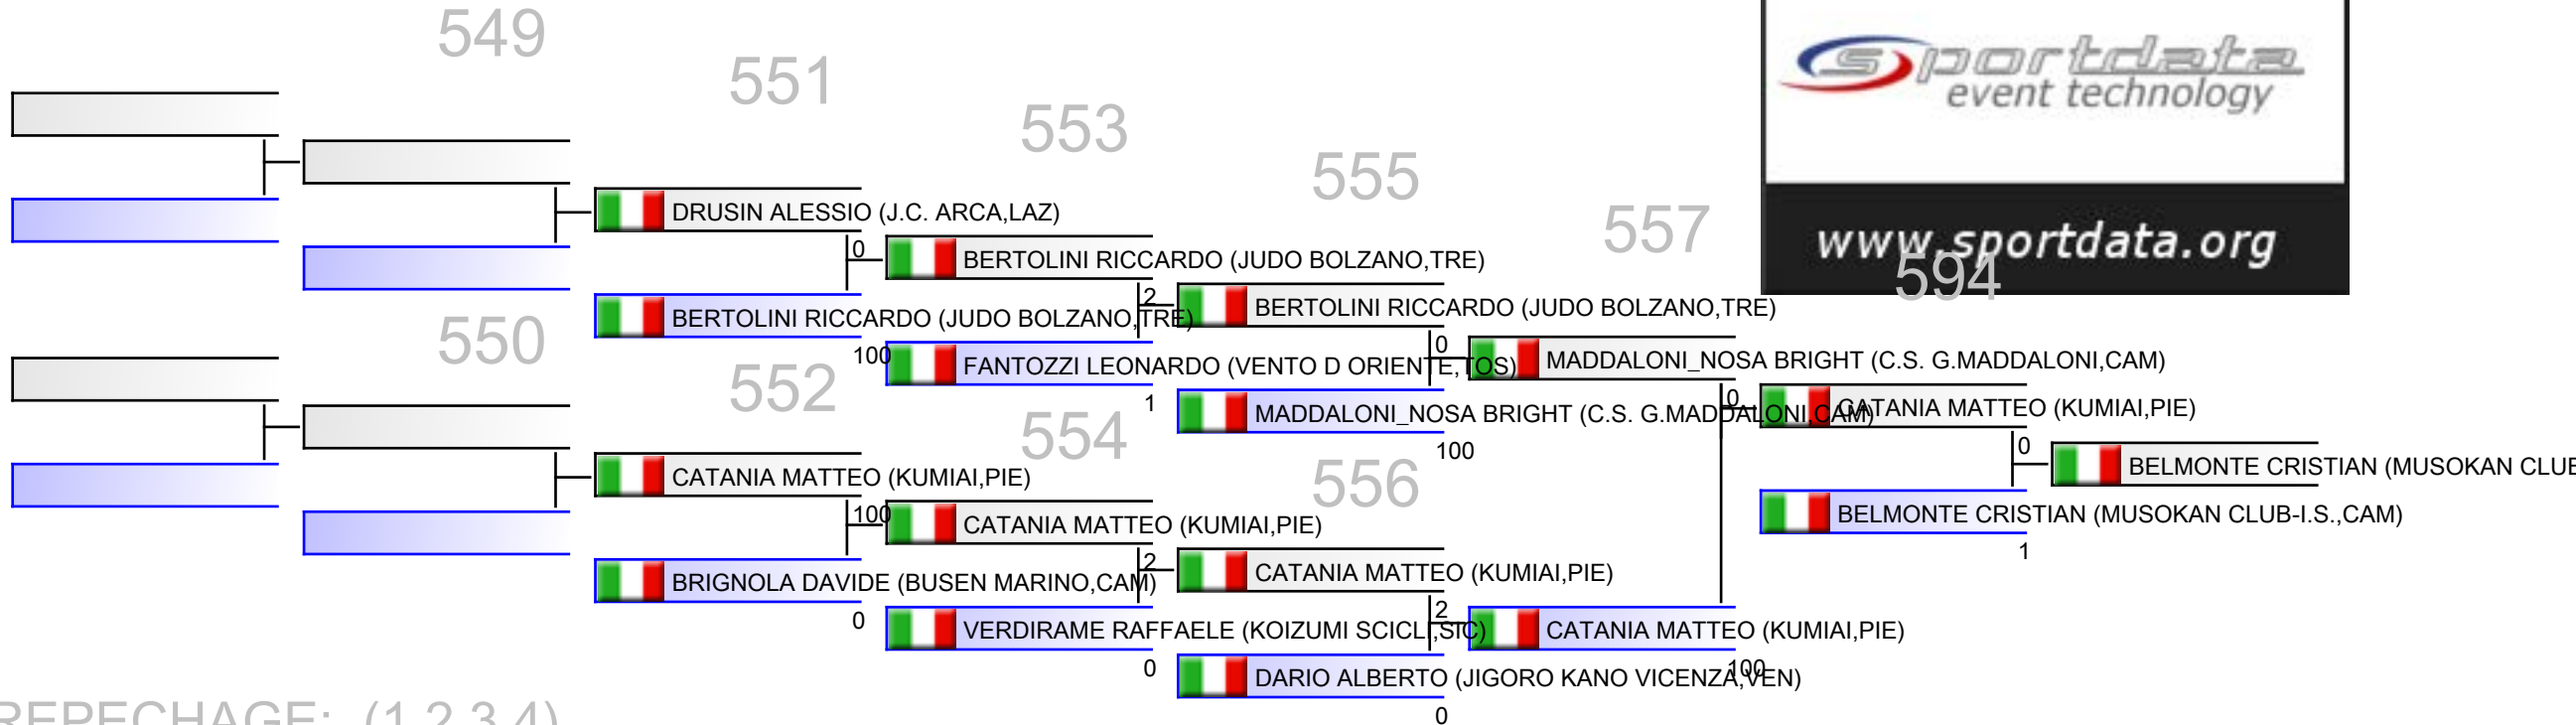 549
551
553
555
557
sportdata
event technology
www.sportdata.org
594
DRUSIN ALESSIO (J.C. ARCA,LAZ)
0
BERTOLINI RICCARDO (JUDO BOLZANO,TRE)
BERTOLINI RICCARDO (JUDO BOLZANO,TRE)
100
2
BERTOLINI RICCARDO (JUDO BOLZANO,TRE)
FANTOZZI LEONARDO (VENTO D ORIENTE,TOS)
1
0
MADDALONI_NOSA BRIGHT (C.S. G.MADDALONI,CAM)
MADDALONI_NOSA BRIGHT (C.S. G.MADDALONI,CAM)
100
0
CATANIA MATTEO (KUMIAI,PIE)
0
BELMONTE CRISTIAN (MUSOKAN CLUB
BELMONTE CRISTIAN (MUSOKAN CLUB-I.S.,CAM)
1
550
552
554
556
CATANIA MATTEO (KUMIAI,PIE)
100
CATANIA MATTEO (KUMIAI,PIE)
BRIGNOLA DAVIDE (BUSEN MARINO,CAM)
0
2
CATANIA MATTEO (KUMIAI,PIE)
VERDIRAME RAFFAELE (KOIZUMI SCICLI,SIC)
0
2
CATANIA MATTEO (KUMIAI,PIE)
100
DARIO ALBERTO (JIGORO KANO VICENZA,VEN)
0
REPECHAGE: (1,2,3,4)